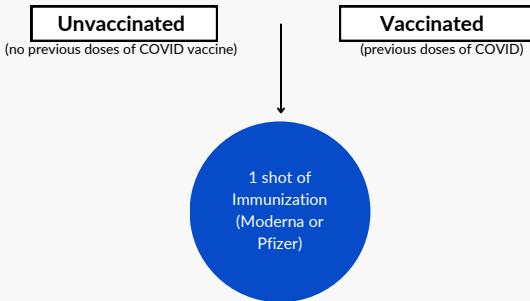 Unvaccinated
(no previous doses of COVID vaccine)
Vaccinated
(previous doses of COVID)
1 shot of
Immunization
(Moderna or
Pfizer)